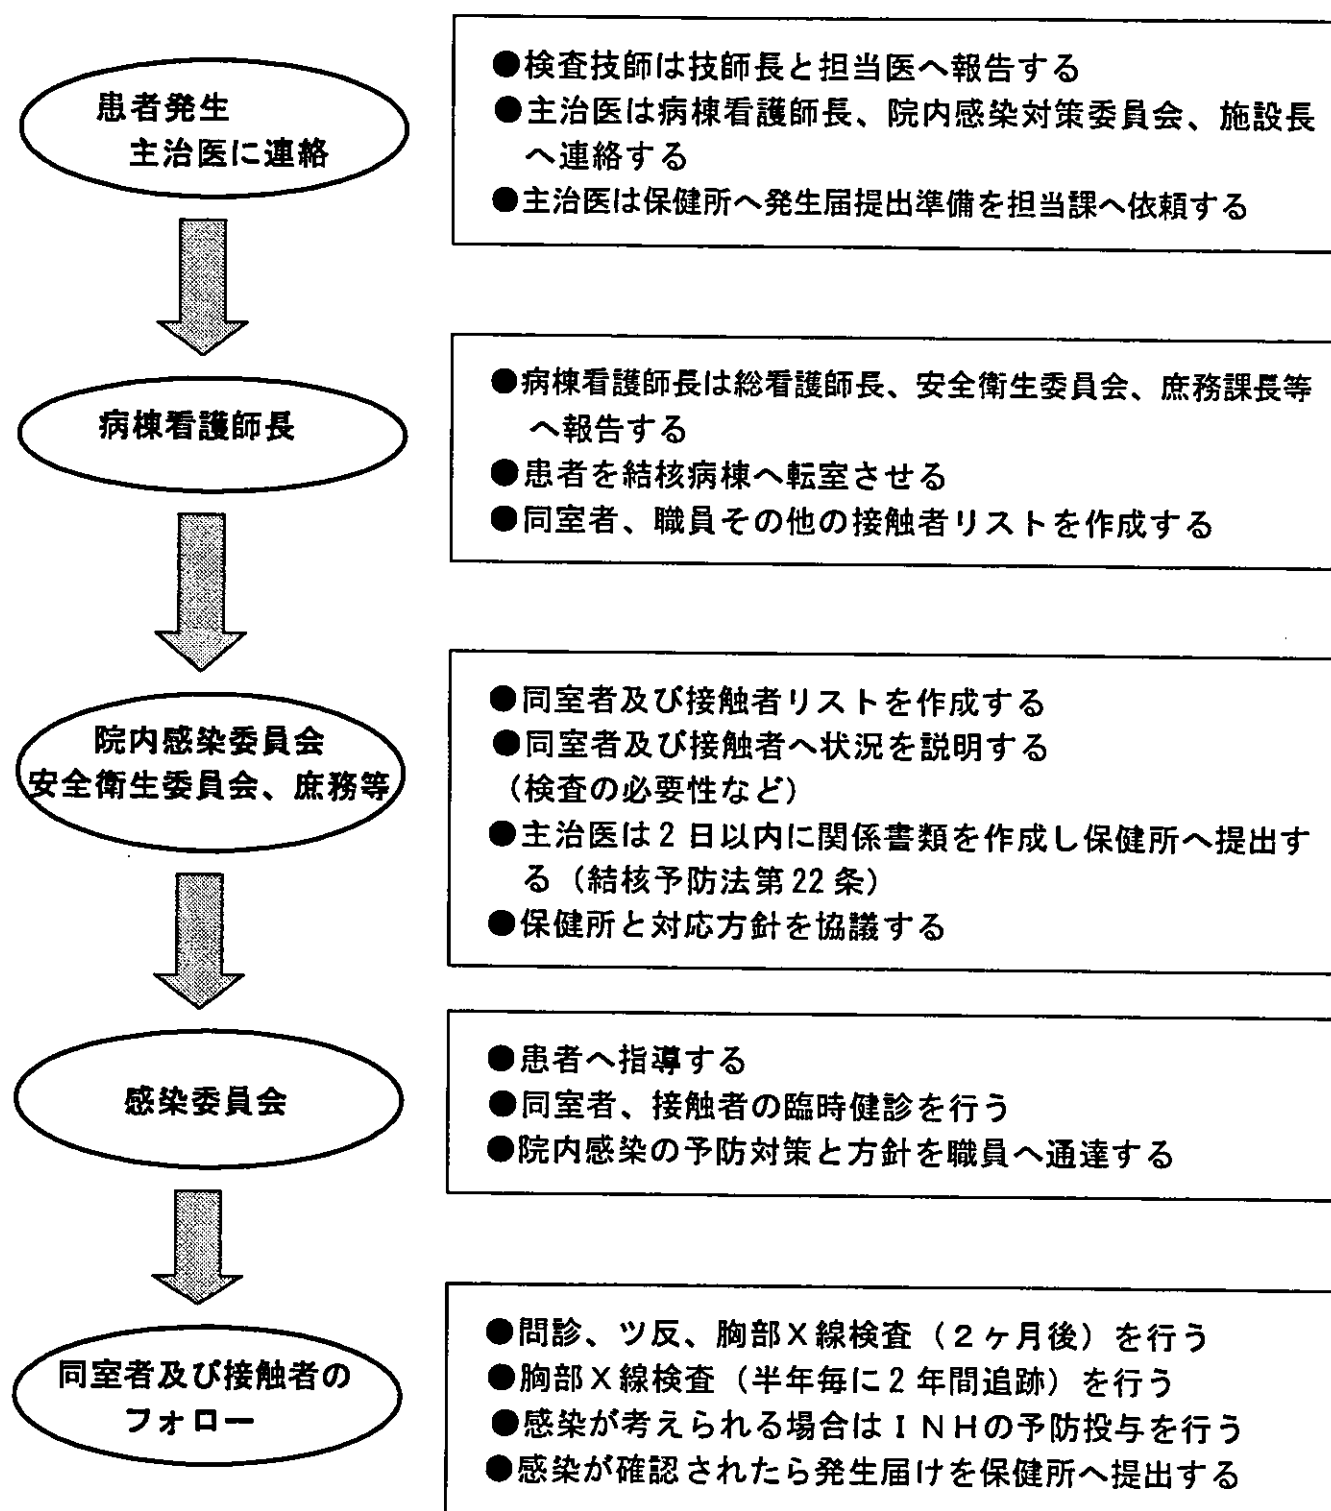 患者発生
主治医に連絡
●検査技師は技師長と担当医へ報告する
●主治医は病棟看護師長、院内感染対策委員会、施設長
へ連絡する
●主治医は保健所へ発生届提出準備を担当課へ依頼する
病棟看護師長
●病棟看護師長は総看護師長、安全衛生委員会、庶務課長等
へ報告する
●患者を結核病棟へ転室させる
●同室者、職員その他の接触者リストを作成する
院内感染委員会
安全衛生委員会、庶務等
●同室者及び接触者リストを作成する
●同室者及び接触者へ状況を説明する
（検査の必要性など）
●主治医は2日以内に関係書類を作成し保健所へ提出す
る（結核予防法第22条）
●保健所と対応方針を協議する
感染委員会
●患者へ指導する
●同室者、接触者の臨時健診を行う
●院内感染の予防対策と方針を職員へ通達する
同室者及び接触者の
フォロー
●問診、ツ反、胸部X線検査（2ヶ月後）を行う
●胸部X線検査（半年毎に2年間追跡）を行う
●感染が考えられる場合はINHの予防投与を行う
●感染が確認されたら発生届けを保健所へ提出する